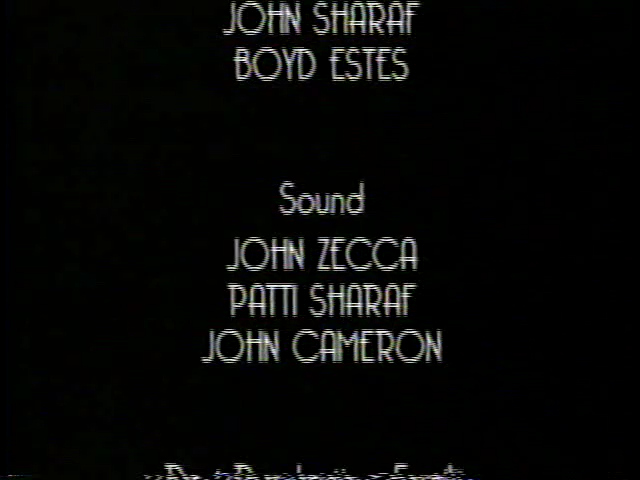 JOHN SHARAF
BOYD ESTES
Sound
JOHN ZECCA
PATTI SHARAF
JOHN CAMERON